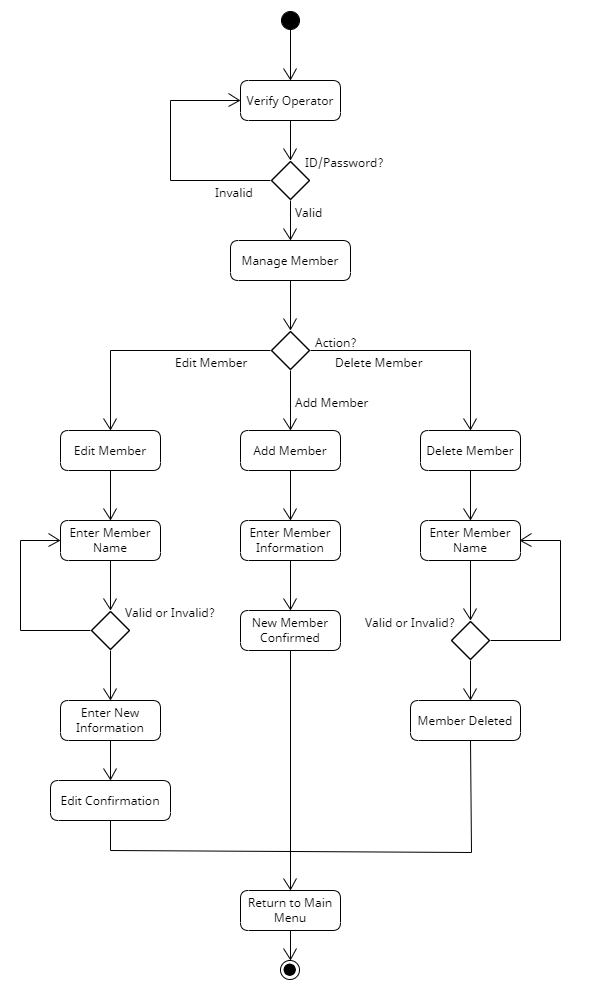 Verify Operator
ID/Password?
Invalid
Valid
Manage Member
Action?
Edit Member
Delete Member
Add Member
Edit Member
Add Member
Delete Member
Enter Member
Name
Enter Member
Information
Enter Member
Name
Valid or Invalid?
New Member
Confirmed
Valid or Invalid?
Enter New
Information
Member Deleted
Edit Confirmation
Return to Main
Menu